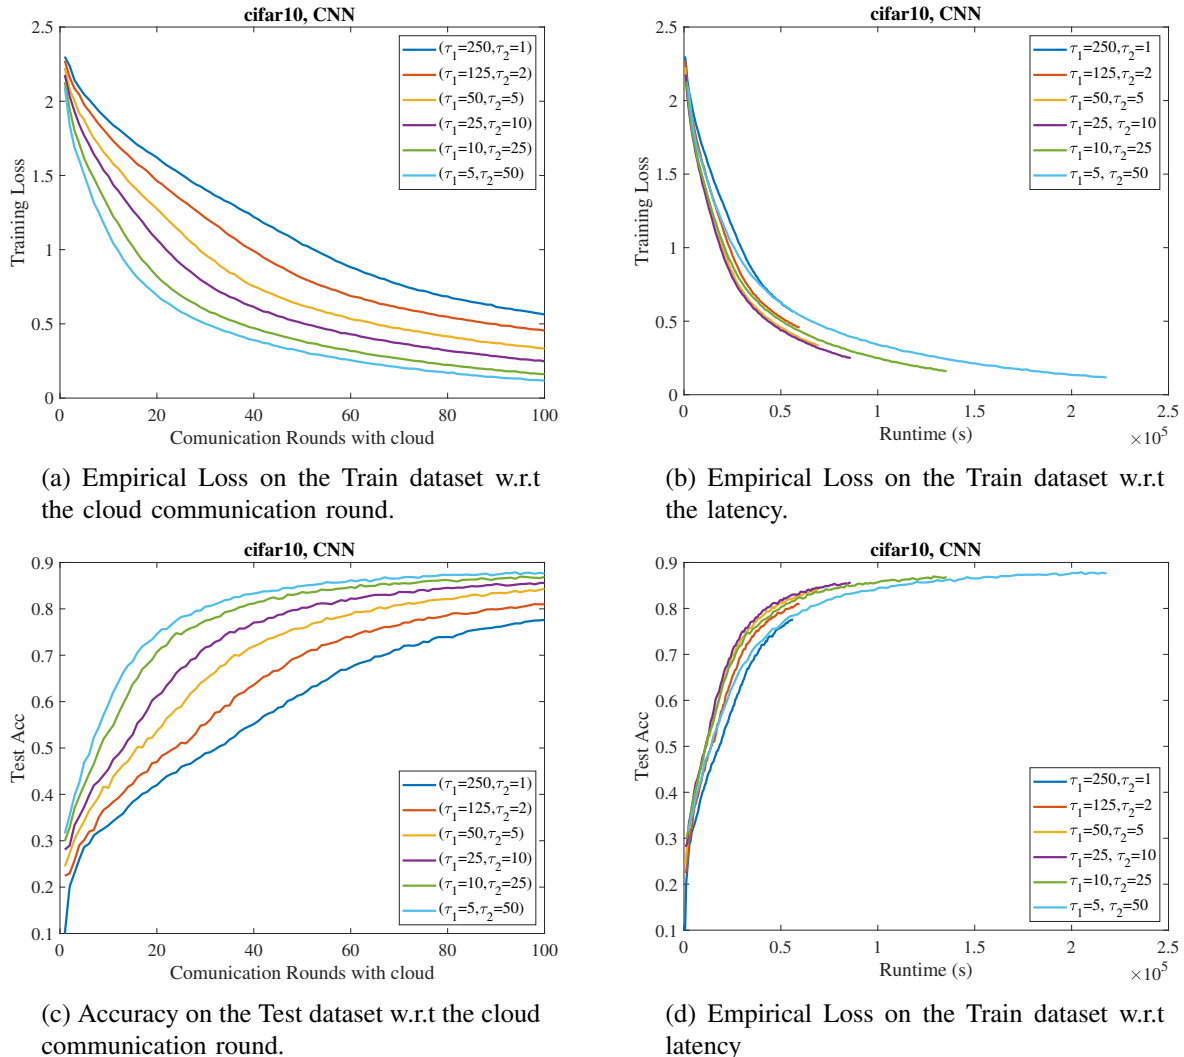 cifar10, CNN
2.5
2
1.5
1
0.5
0
Training Loss
0 20 40 60 80 100
Comunication Rounds with cloud
(τ1=250,τ2=1)
(τ1=125,τ2=2)
(τ1=50,τ2=5)
(τ1=25,τ2=10)
(τ1=10,τ2=25)
(τ1=5,τ2=50)
(a) Empirical Loss on the Train dataset w.r.t
the cloud communication round.
cifar10, CNN
2.5
2
1.5
1
0.5
0
Training Loss
0 0.5 1 1.5 2 2.5
Runtime (s)
×10^5
τ1=250,τ2=1
τ1=125,τ2=2
τ1=50,τ2=5
τ1=25, τ2=10
τ1=10,τ2=25
τ1=5, τ2=50
(b) Empirical Loss on the Train dataset w.r.t
the latency.
cifar10, CNN
0.9
0.8
0.7
0.6
0.5
0.4
0.3
0.2
0.1
Test Acc
0 20 40 60 80 100
Comunication Rounds with cloud
(τ1=250,τ2=1)
(τ1=125,τ2=2)
(τ1=50,τ2=5)
(τ1=25,τ2=10)
(τ1=10,τ2=25)
(τ1=5,τ2=50)
(c) Accuracy on the Test dataset w.r.t the cloud
communication round.
cifar10, CNN
0.9
0.8
0.7
0.6
0.5
0.4
0.3
0.2
0.1
Test Acc
0 0.5 1 1.5 2 2.5
Runtime (s)
×10^5
τ1=250,τ2=1
τ1=125,τ2=2
τ1=50,τ2=5
τ1=25, τ2=10
τ1=10,τ2=25
τ1=5, τ2=50
(d) Empirical Loss on the Train dataset w.r.t
latency